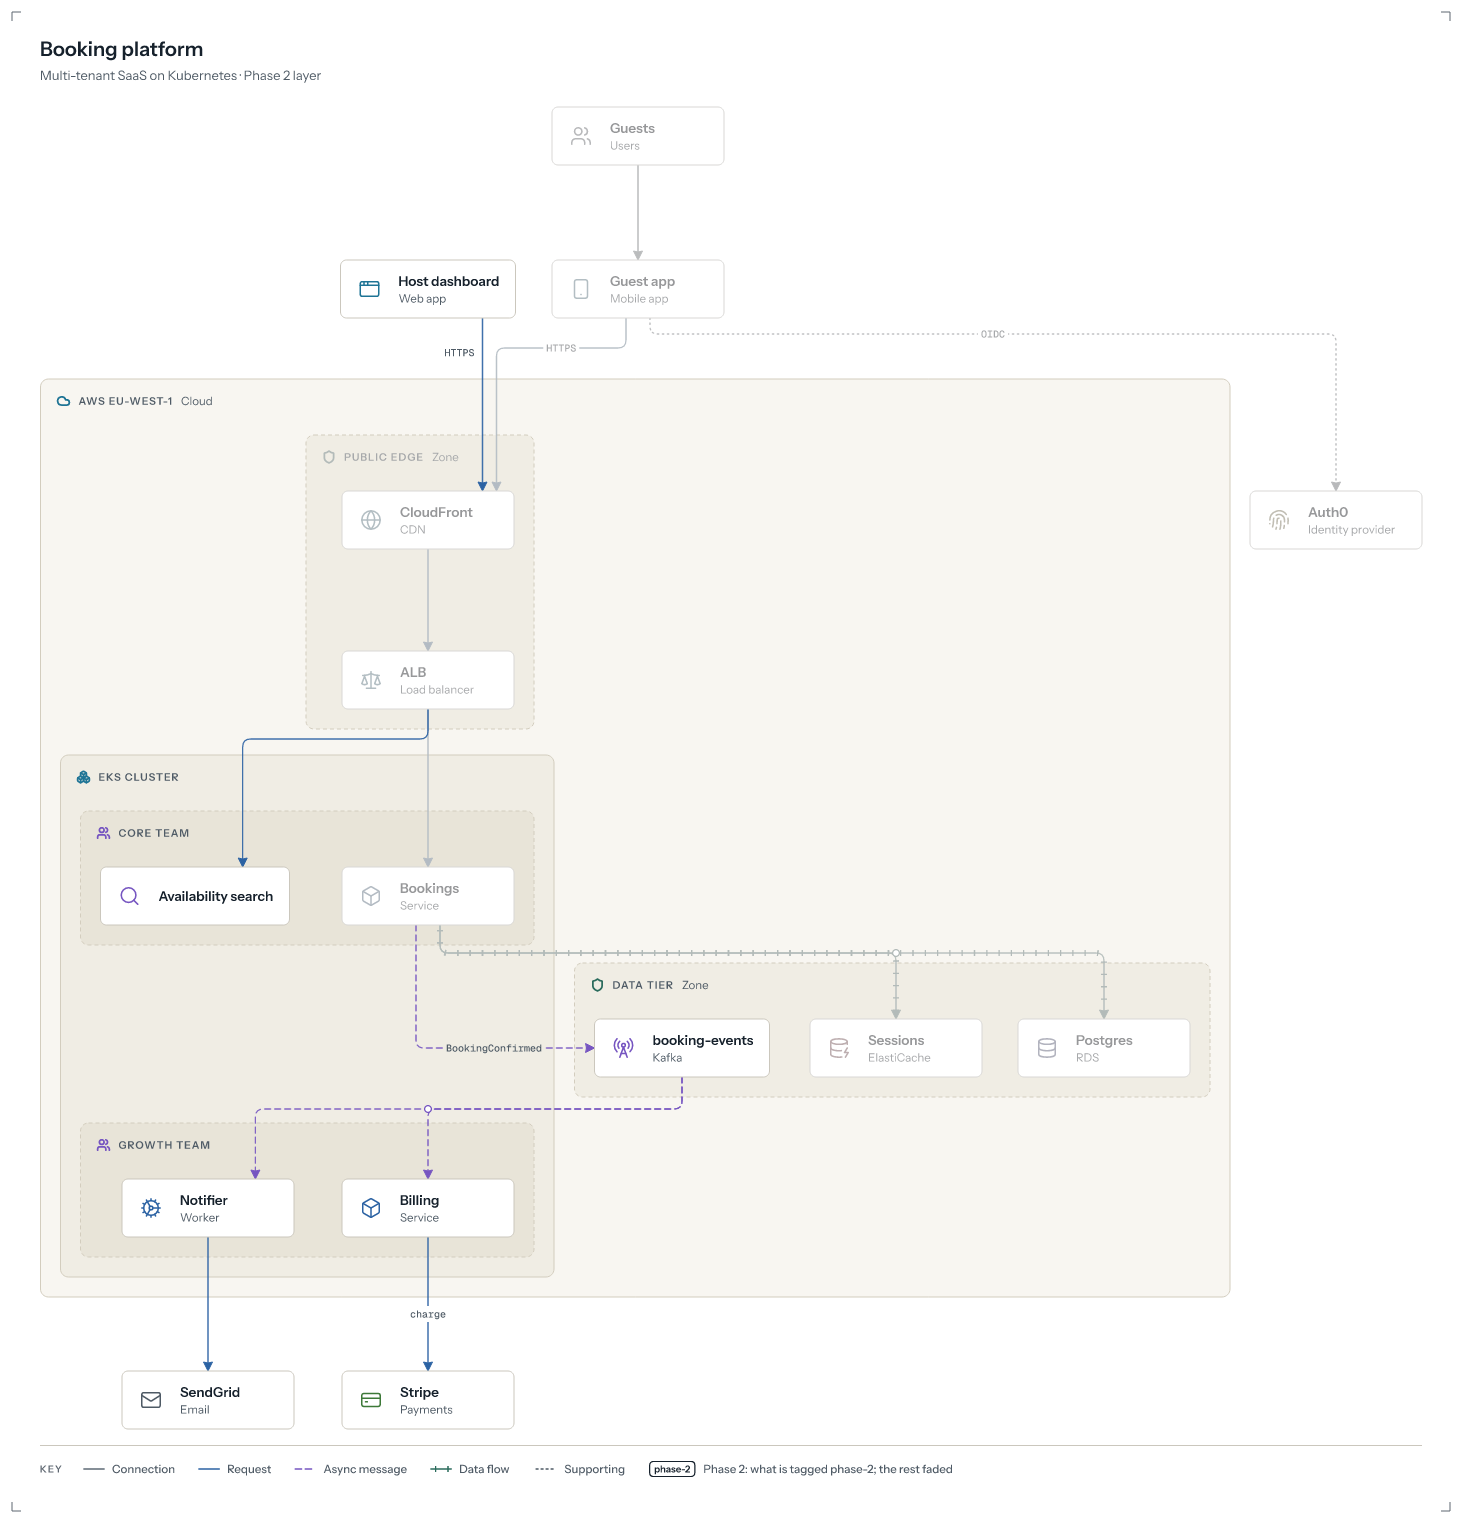 Booking platform
Multi-tenant SaaS on Kubernetes · Phase 2 layer
Guests
Users
Host dashboard
Web app
Guest app
Mobile app
OIDC
HTTPS
HTTPS
AWS EU-WEST-1 Cloud
PUBLIC EDGE Zone
CloudFront
CDN
Auth0
Identity provider
ALB
Load balancer
EKS CLUSTER
CORE TEAM
Availability search
Bookings
Service
DATA TIER Zone
BookingConfirmed
booking-events
Kafka
Sessions
ElastiCache
Postgres
RDS
GROWTH TEAM
Notifier
Worker
Billing
Service
charge
SendGrid
Email
Stripe
Payments
KEY Connection Request Async message Data flow Supporting phase-2 Phase 2: what is tagged phase-2; the rest faded